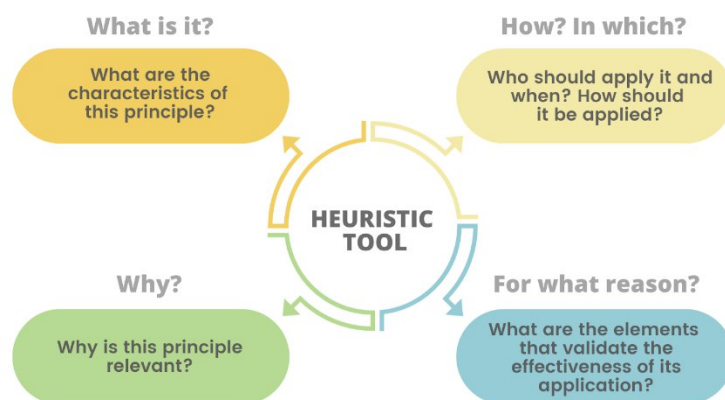 What is it?
What are the
characteristics of
this principle?
How? In which?
Who should apply it and
when? How should
it be applied?
HEURISTIC
TOOL
Why?
Why is this principle
relevant?
For what reason?
What are the elements
that validate the
effectiveness of its
application?